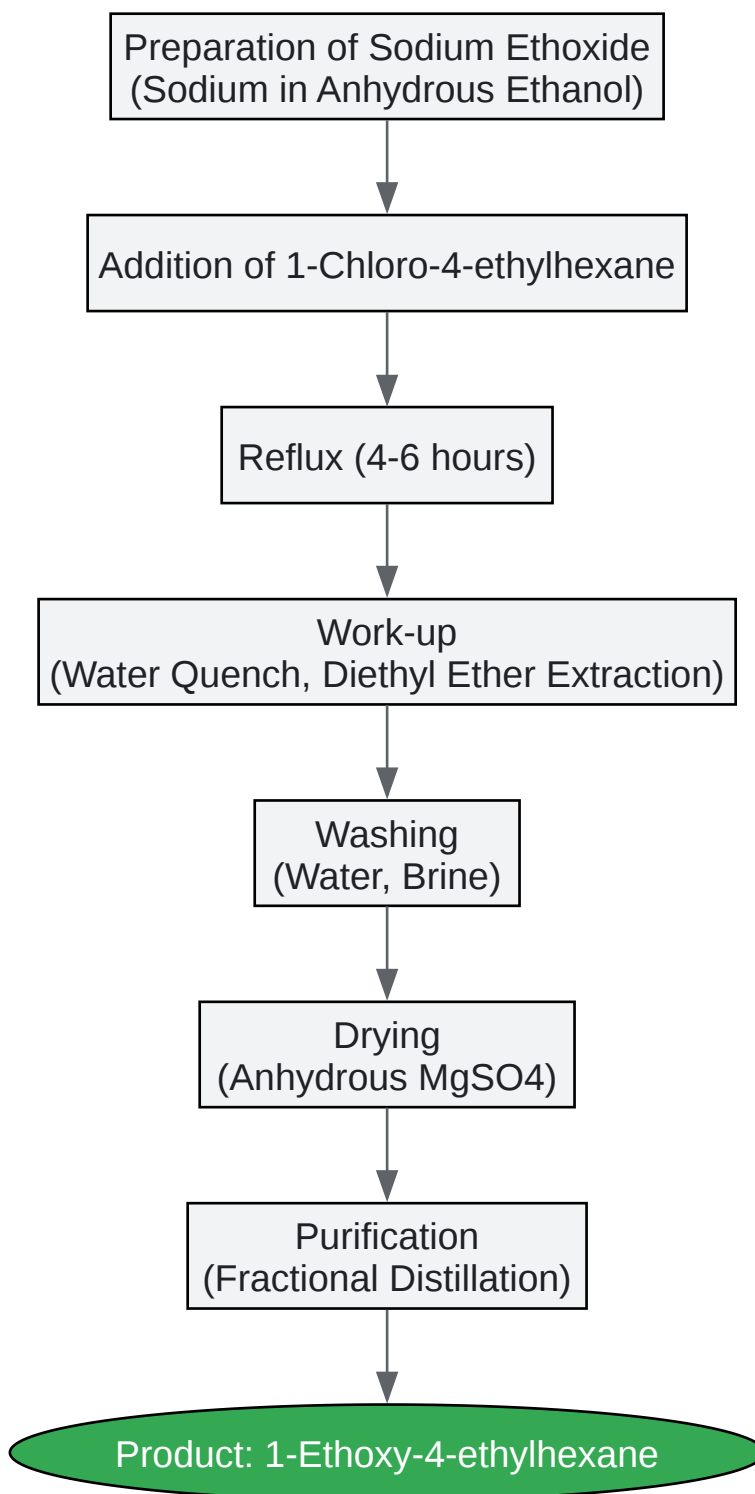 Preparation of Sodium Ethoxide
(Sodium in Anhydrous Ethanol)
Addition of 1-Chloro-4-ethylhexane
Reflux (4-6 hours)
Work-up
(Water Quench, Diethyl Ether Extraction)
Washing
(Water, Brine)
Drying
(Anhydrous MgSO4)
Purification
(Fractional Distillation)
Product: 1-Ethoxy-4-ethylhexane